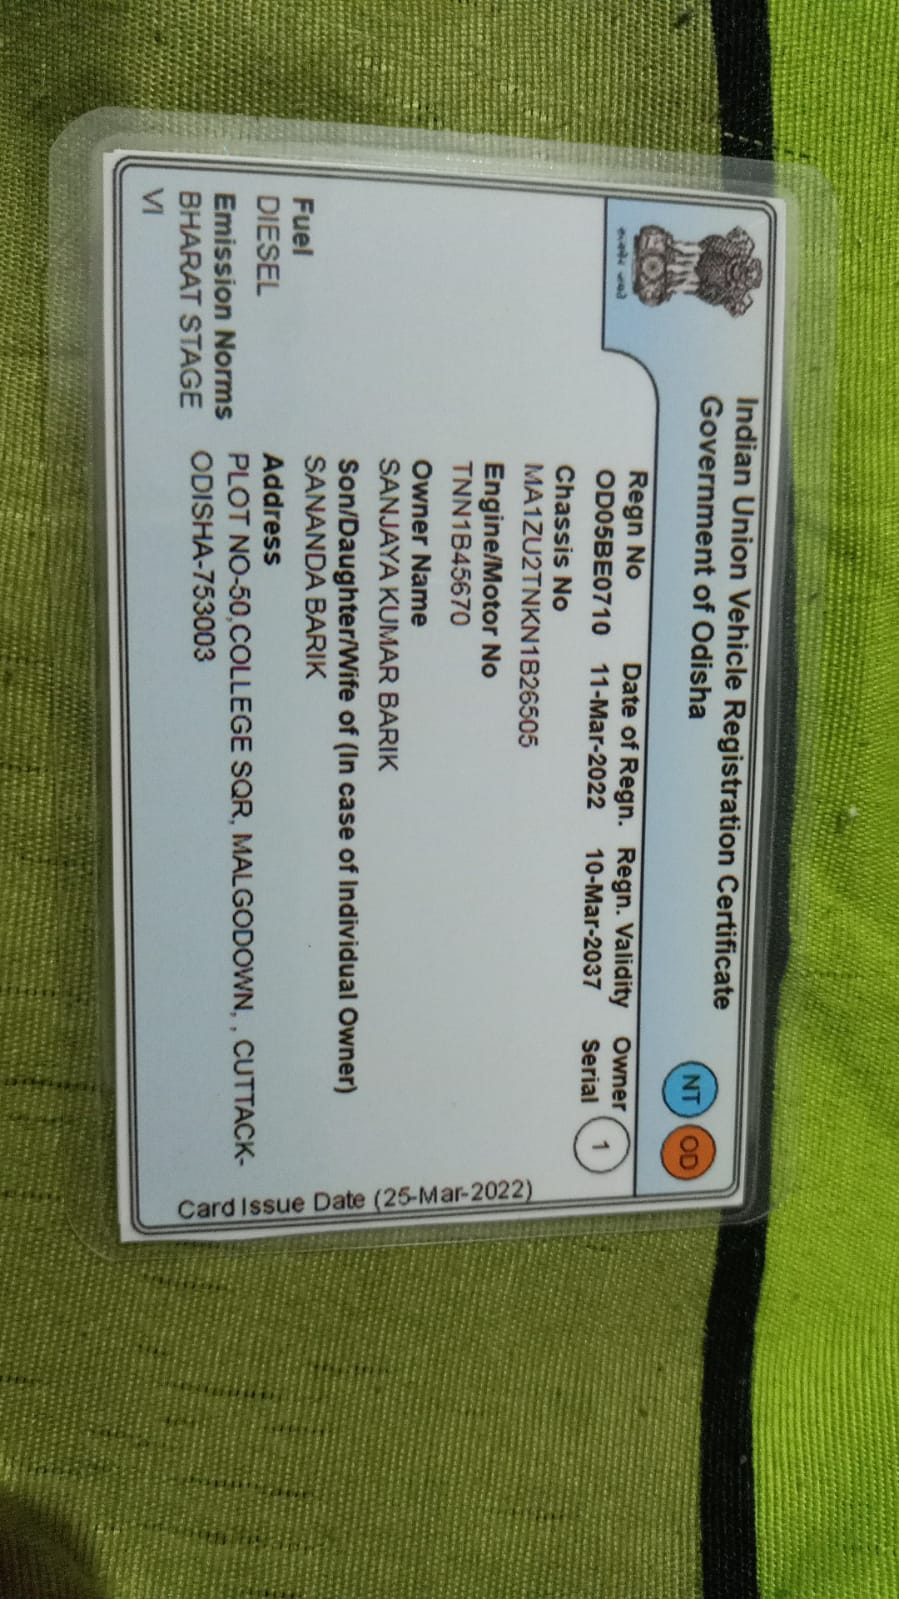 Indian Union Vehicle Registration Certificate
Government of Odisha
NT OD
Regn No Date of Regn. Regn. Validity Owner
OD05BE0710 11-Mar-2022 10-Mar-2037 Serial 1
Chassis No
MA1ZU2TNKN1B26505
Engine/Motor No
TNN1B45670
Owner Name
SANJAYA KUMAR BARIK
Son/Daughter/Wife of (In case of Individual Owner)
SANANDA BARIK
Fuel
DIESEL
Emission Norms
BHARAT STAGE
VI
Address
PLOT NO-50,COLLEGE SQR, MALGODOWN, , CUTTACK-
ODISHA-753003
Card Issue Date (25-Mar-2022)